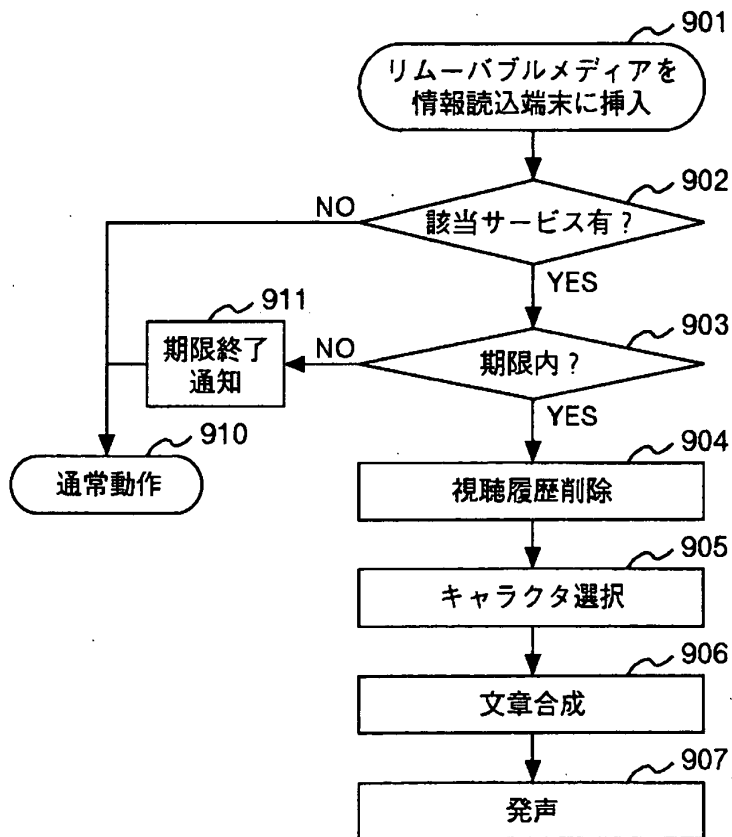 901
リムーバブルメディアを
情報読込端末に挿入
902
NO
該当サービス有?
YES
911
903
期限終了
通知
NO
期限内?
YES
910
通常動作
904
視聴履歴削除
905
キャラクタ選択
906
文章合成
907
発声